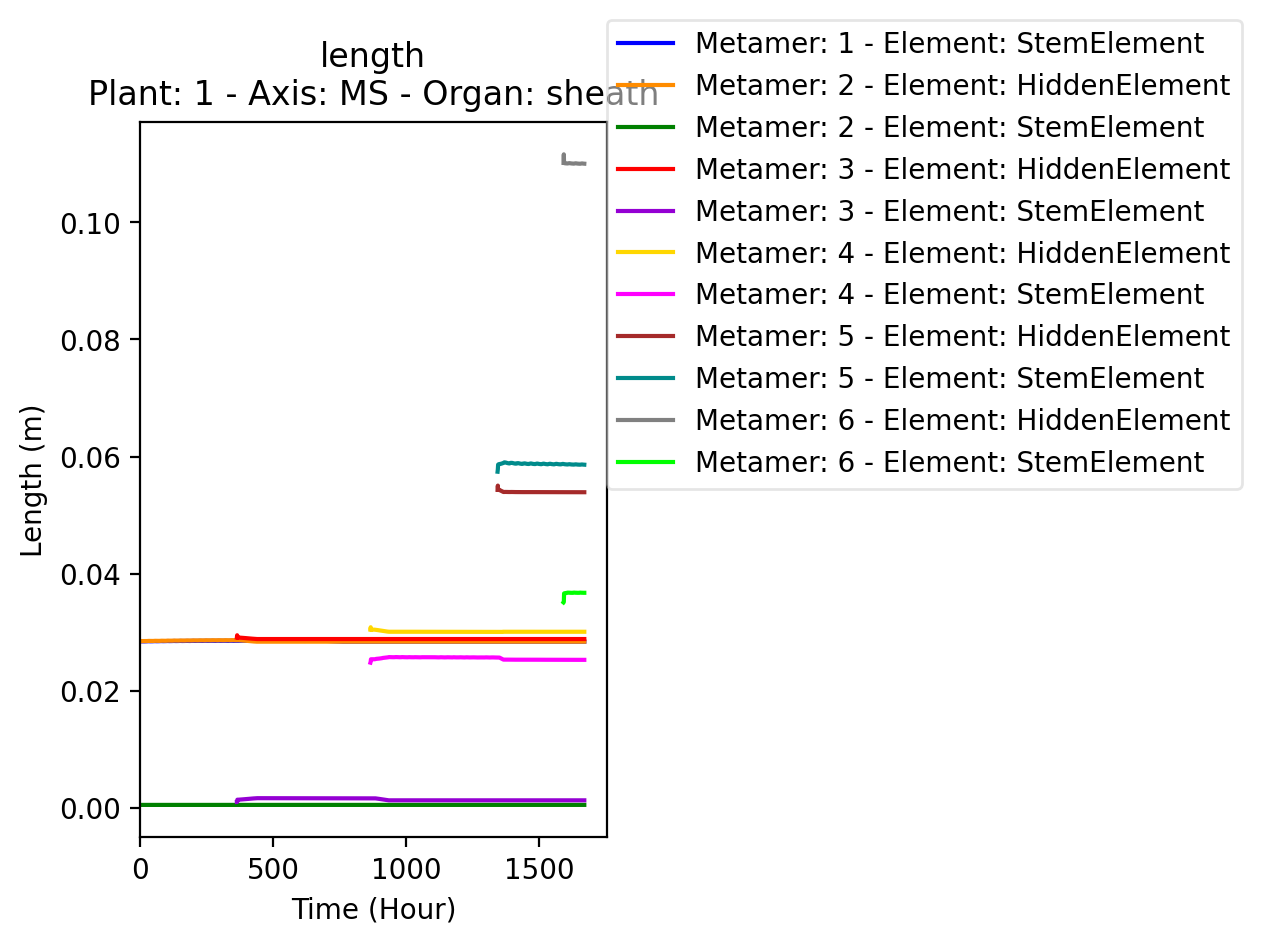 length
Plant: 1 - Axis: MS - Organ: sheath
Metamer: 1 - Element: StemElement
Metamer: 2 - Element: HiddenElement
Metamer: 2 - Element: StemElement
Metamer: 3 - Element: HiddenElement
Metamer: 3 - Element: StemElement
Metamer: 4 - Element: HiddenElement
Metamer: 4 - Element: StemElement
Metamer: 5 - Element: HiddenElement
Metamer: 5 - Element: StemElement
Metamer: 6 - Element: HiddenElement
Metamer: 6 - Element: StemElement
Length (m)
0.10
0.08
0.06
0.04
0.02
0.00
0 500 1000 1500
Time (Hour)